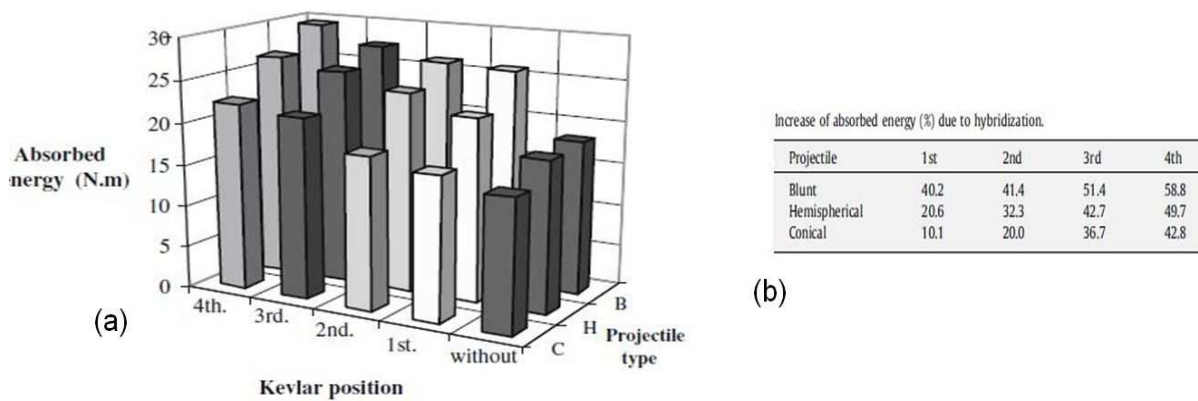 30
25
20
15
10
5
0
Absorbed
nergy (N.m)
4th.
3rd.
2nd.
1st.
without
C
H
B
Projectile
type
Kevlar position
(a)
Increase of absorbed energy (%) due to hybridization.
Projectile 1st 2nd 3rd 4th
Blunt 40.2 41.4 51.4 58.8
Hemispherical 20.6 32.3 42.7 49.7
Conical 10.1 20.0 36.7 42.8
(b)